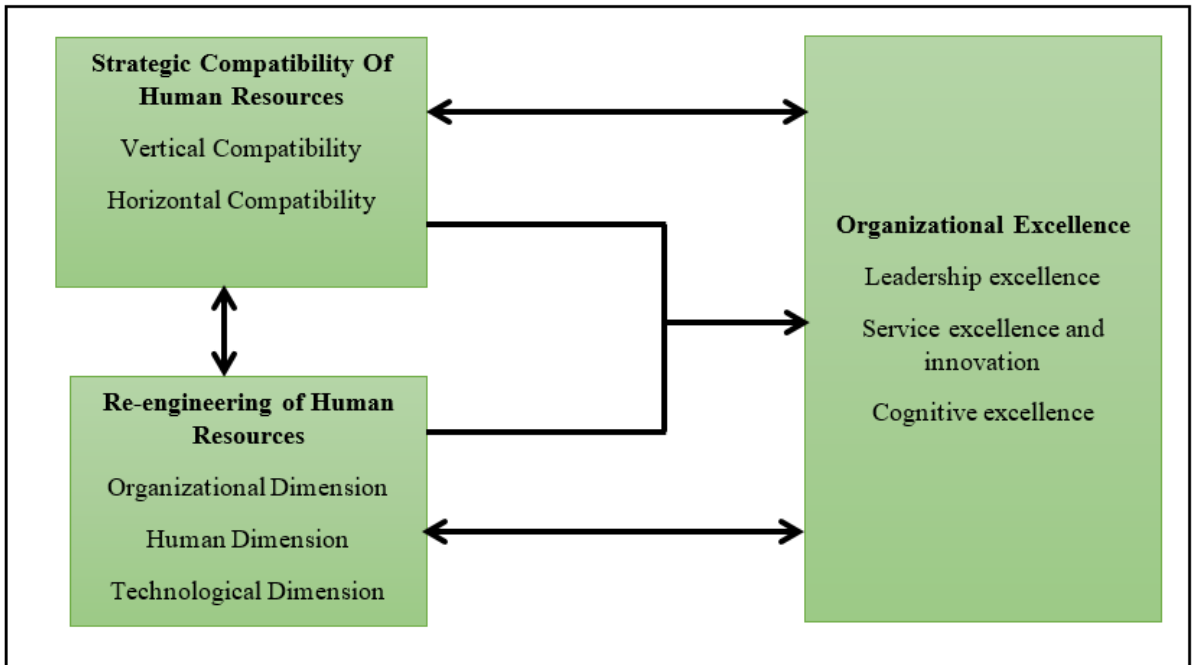 Strategic Compatibility Of
Human Resources
Vertical Compatibility
Horizontal Compatibility
Re-engineering of Human
Resources
Organizational Dimension
Human Dimension
Technological Dimension
Organizational Excellence
Leadership excellence
Service excellence and
innovation
Cognitive excellence